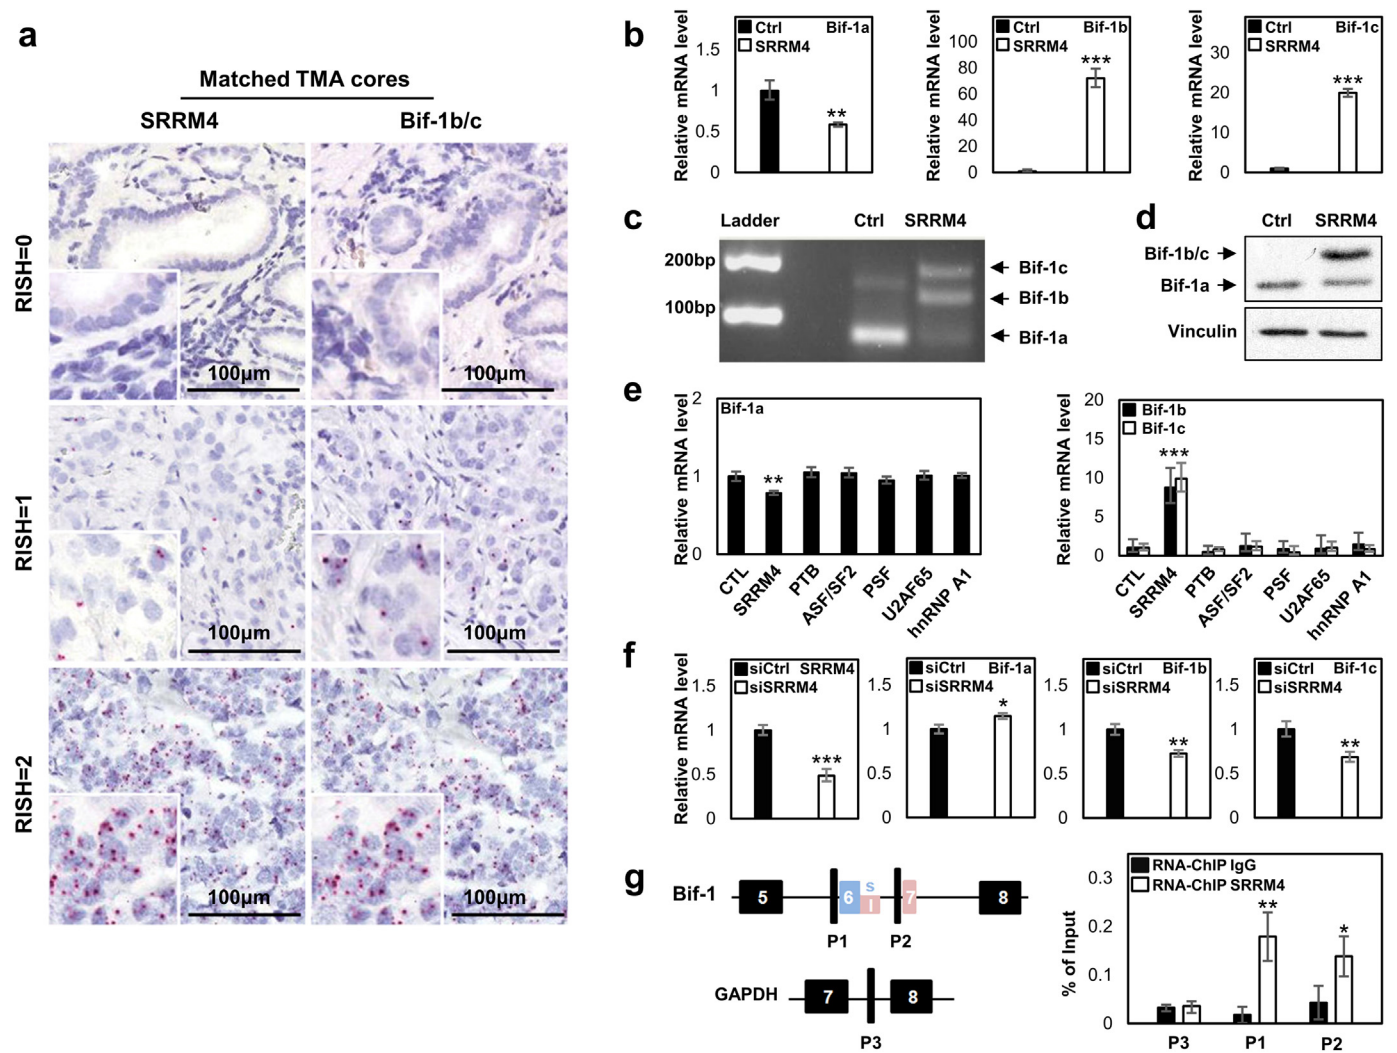 a
Matched TMA cores
SRRM4
Bif-1b/c
RISH=0
100µm
100µm
RISH=1
100µm
100µm
RISH=2
100µm
100µm
b
Relative mRNA level
Ctrl Bif-1a
SRRM4
1.5
1
0.5
0
**
Relative mRNA level
Ctrl Bif-1b
SRRM4
100
80
60
40
20
0
***
Relative mRNA level
Ctrl Bif-1c
SRRM4
30
20
10
0
***
c
Ladder Ctrl SRRM4
200bp
100bp
Bif-1c
Bif-1b
Bif-1a
d
Ctrl SRRM4
Bif-1b/c
Bif-1a
Vinculin
e
Relative mRNA level
Bif-1a
2
1
0
**
CTL
SRRM4
PTB
ASF/SF2
PSF
U2AF65
hnRNP A1
Relative mRNA level
Bif-1b
Bif-1c
20
15
10
5
0
***
CTL
SRRM4
PTB
ASF/SF2
PSF
U2AF65
hnRNP A1
f
Relative mRNA level
siCtrl SRRM4
siSRRM4
1.5
1
0.5
0
***
siCtrl Bif-1a
siSRRM4
1.5
1
0.5
0
*
siCtrl Bif-1b
siSRRM4
1.5
1
0.5
0
**
siCtrl Bif-1c
siSRRM4
1.5
1
0.5
0
**
g
Bif-1
5 6 s l 7 8
P1 P2
GAPDH
7 8
P3
% of Input
RNA-ChIP IgG
RNA-ChIP SRRM4
0.3
0.2
0.1
0
**
*
P3 P1 P2